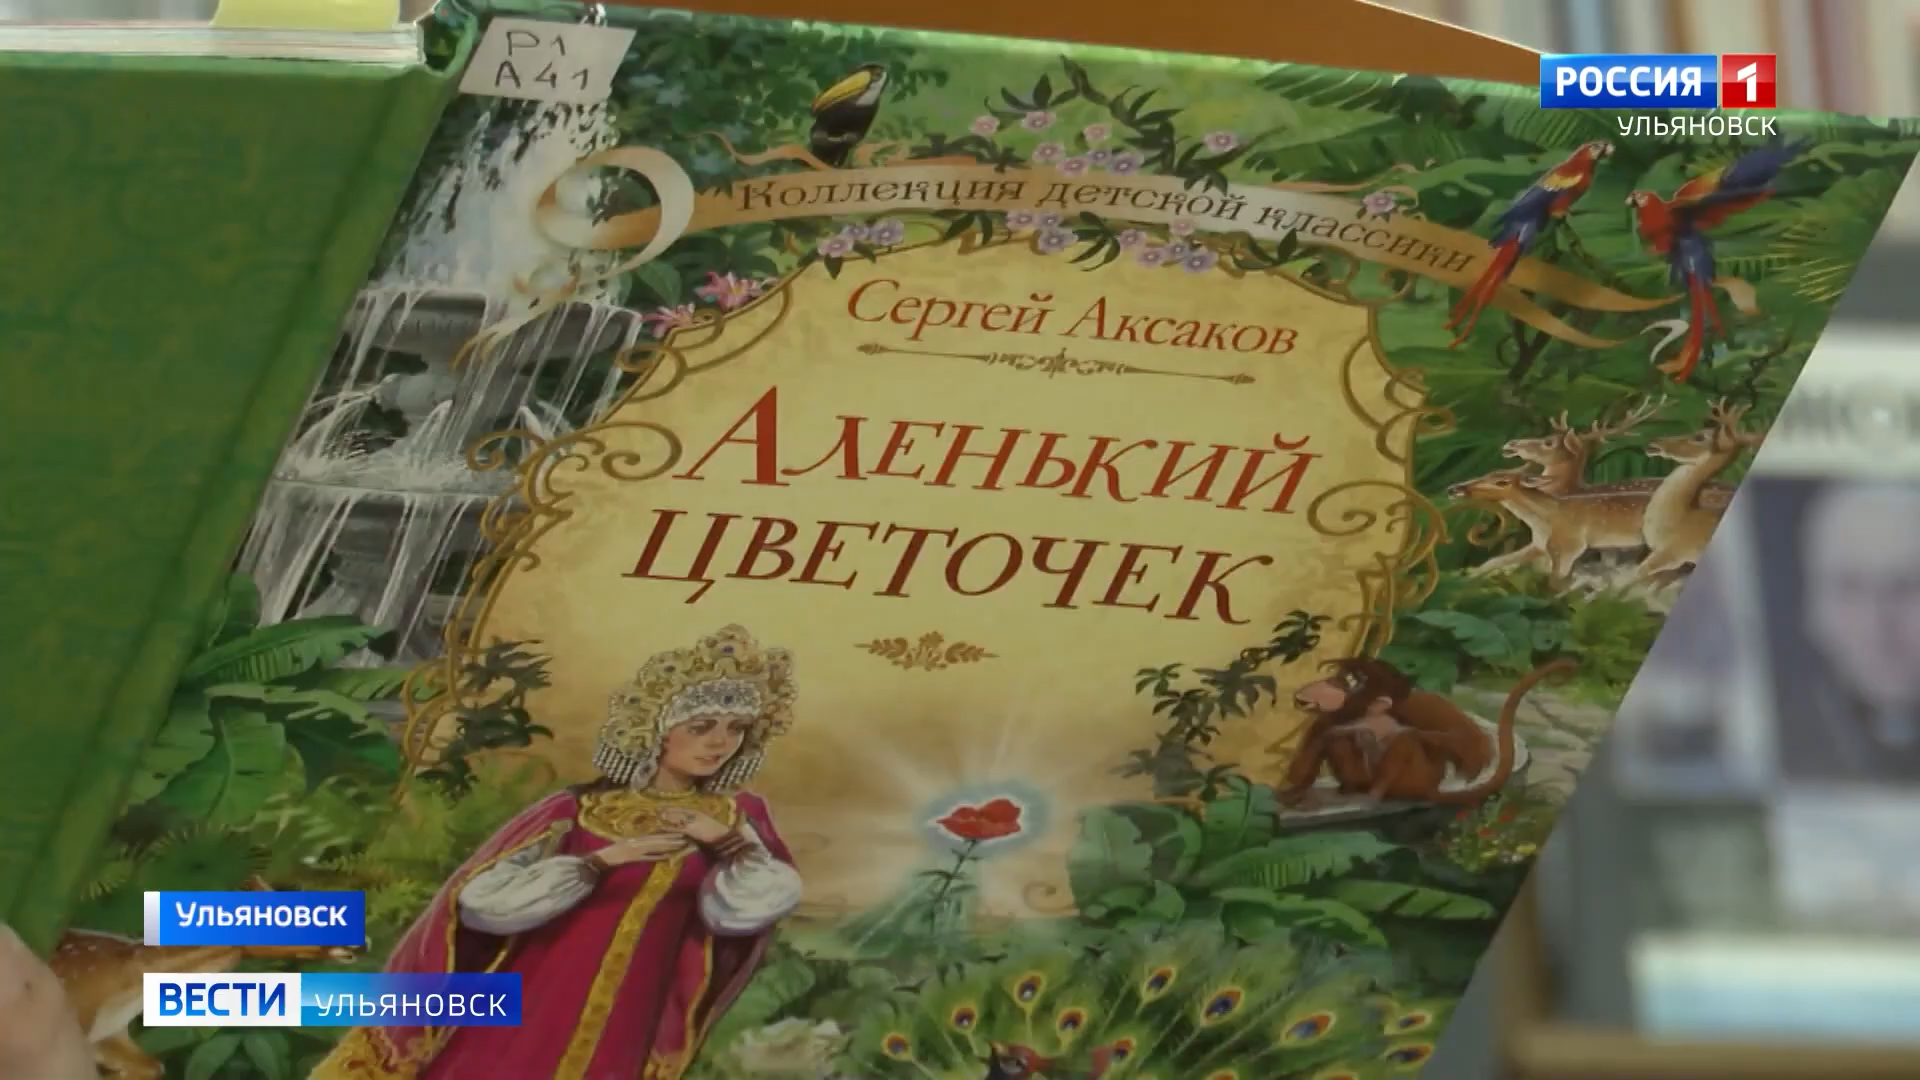 Р1
А41
РОССИЯ 1
УЛЬЯНОВСК
Коллекция детской классики
Сергей Аксаков
Аленький
цветочек
Ульяновск
ВЕСТИ УЛЬЯНОВСК